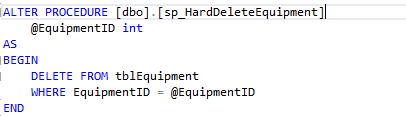 ALTER PROCEDURE [dbo].[sp_HardDeleteEquipment]
    @EquipmentID int
AS
BEGIN
    DELETE FROM tblEquipment
    WHERE EquipmentID = @EquipmentID
END